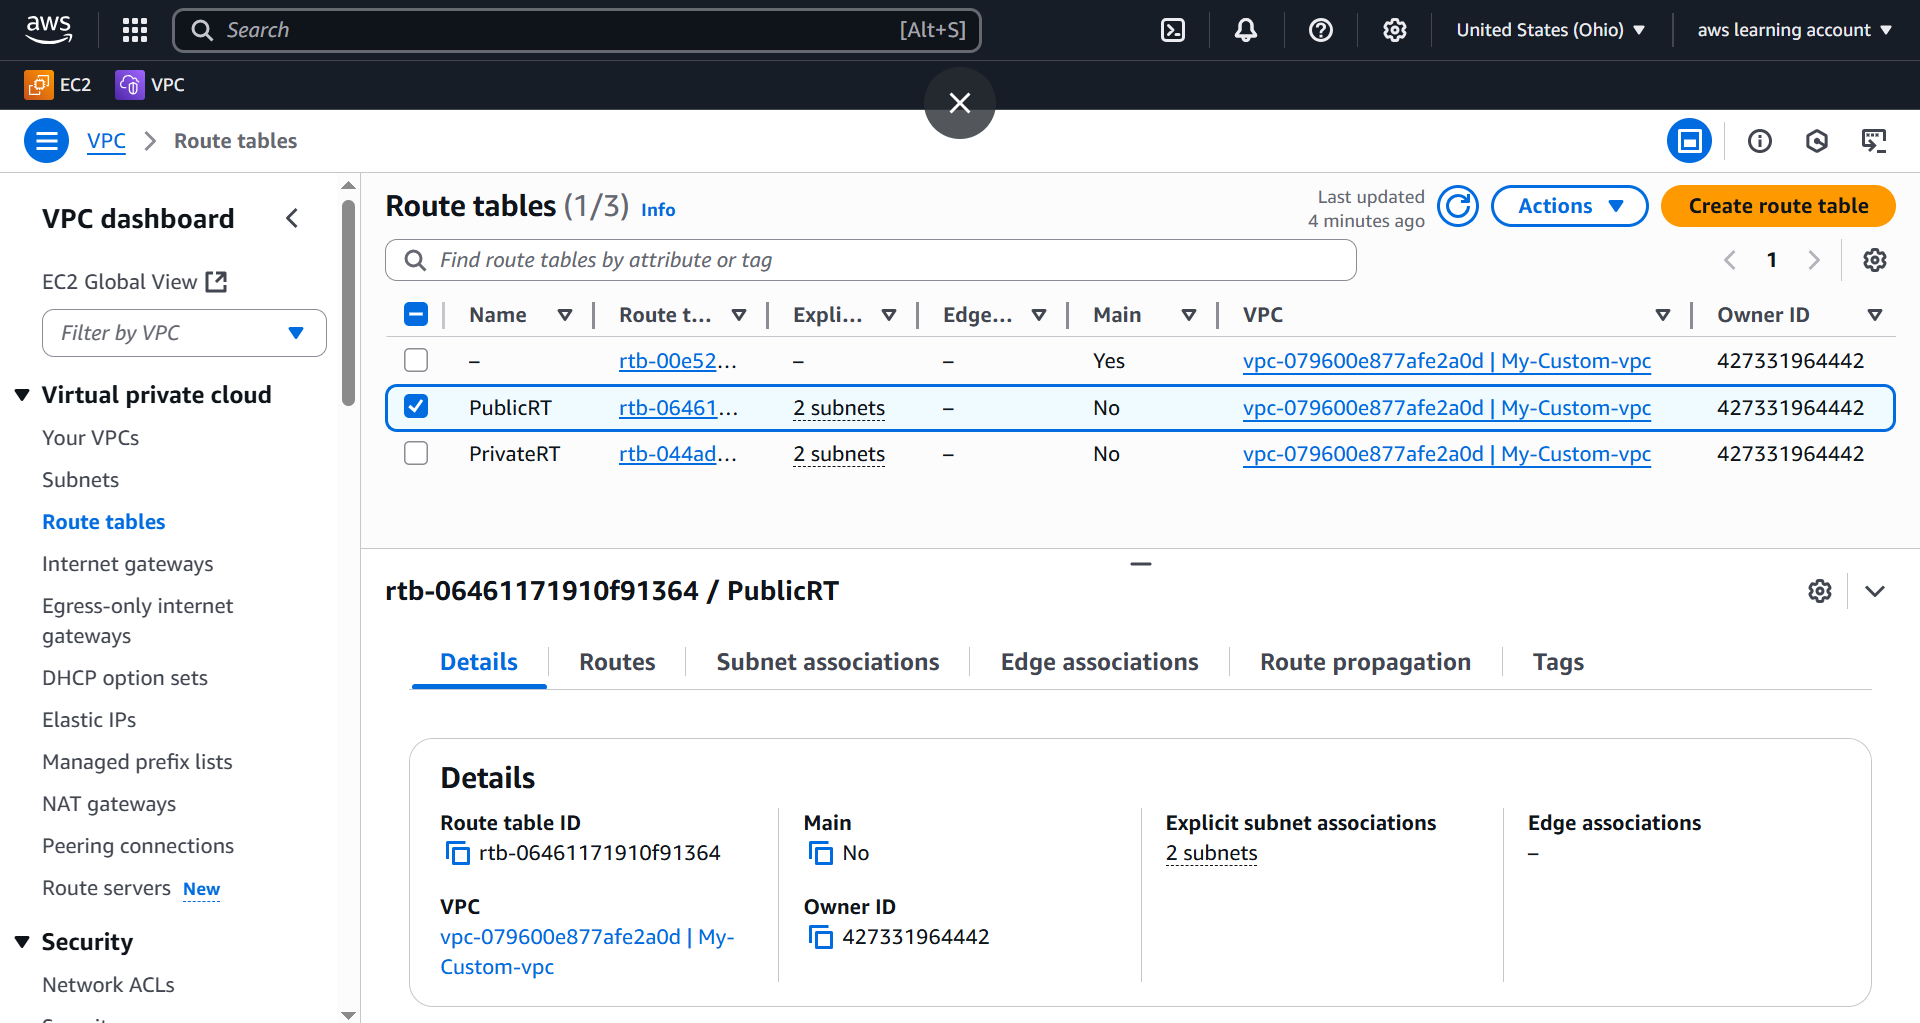 aws
Search [Alt+S]
United States (Ohio)
aws learning account
EC2
VPC
VPC
Route tables
VPC dashboard
EC2 Global View
Filter by VPC
Virtual private cloud
Your VPCs
Subnets
Route tables
Internet gateways
Egress-only internet
gateways
DHCP option sets
Elastic IPs
Managed prefix lists
NAT gateways
Peering connections
Route servers New
Security
Network ACLs
Route tables (1/3) Info
Last updated
4 minutes ago
Actions
Create route table
Find route tables by attribute or tag
1
Name Route t... Expli... Edge... Main VPC Owner ID
– rtb-00e52... – – Yes vpc-079600e877afe2a0d | My-Custom-vpc 427331964442
PublicRT rtb-06461... 2 subnets – No vpc-079600e877afe2a0d | My-Custom-vpc 427331964442
PrivateRT rtb-044ad... 2 subnets – No vpc-079600e877afe2a0d | My-Custom-vpc 427331964442
rtb-06461171910f91364 / PublicRT
Details Routes Subnet associations Edge associations Route propagation Tags
Details
Route table ID
rtb-06461171910f91364
VPC
vpc-079600e877afe2a0d | My-
Custom-vpc
Main
No
Owner ID
427331964442
Explicit subnet associations
2 subnets
Edge associations
–